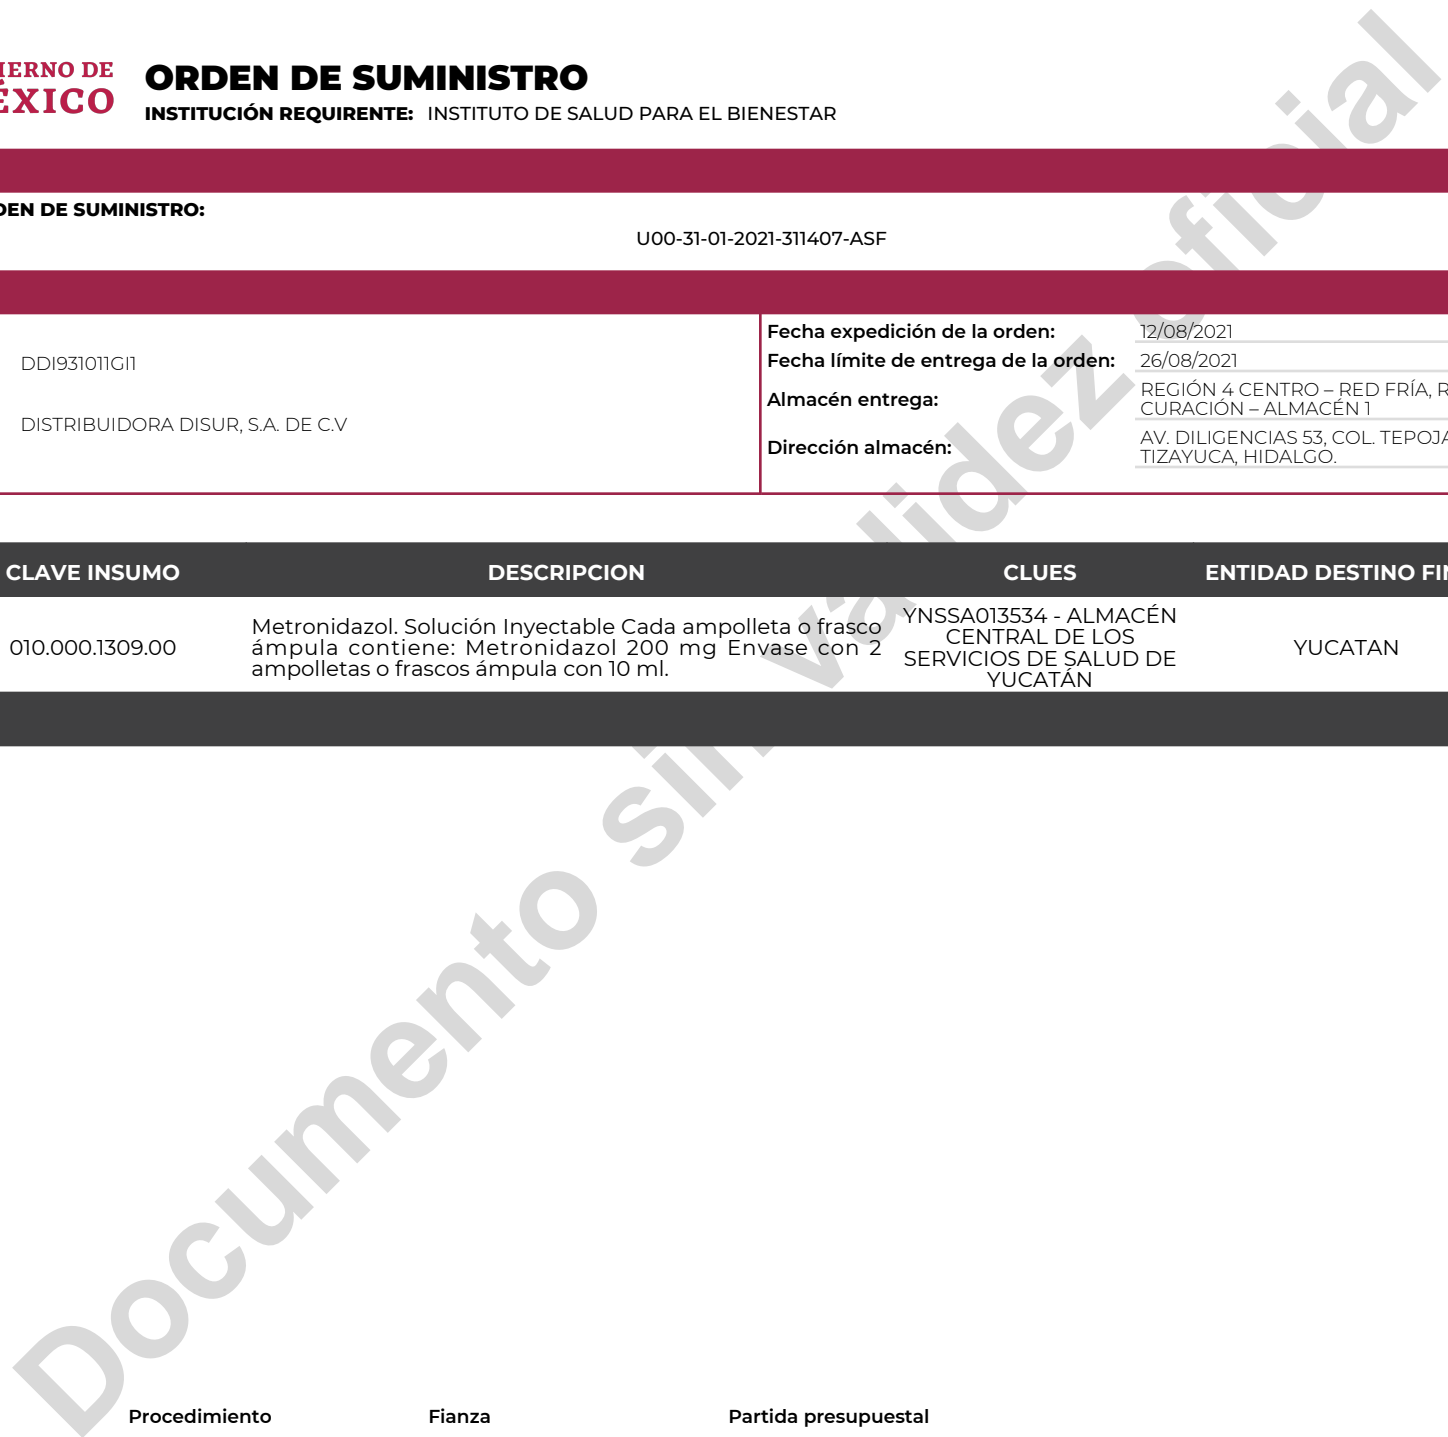 IERNO DE
ÉXICO
ORDEN DE SUMINISTRO
INSTITUCIÓN REQUIRENTE: INSTITUTO DE SALUD PARA EL BIENESTAR
DEN DE SUMINISTRO:
U00-31-01-2021-311407-ASF
DDI931011GI1
DISTRIBUIDORA DISUR, S.A. DE C.V
Fecha expedición de la orden: 12/08/2021
Fecha límite de entrega de la orden: 26/08/2021
Almacén entrega: REGIÓN 4 CENTRO – RED FRÍA, R
CURACIÓN – ALMACÉN 1
Dirección almacén: AV. DILIGENCIAS 53, COL. TEPOJA
TIZAYUCA, HIDALGO.
CLAVE INSUMO DESCRIPCION CLUES ENTIDAD DESTINO FIN
010.000.1309.00
Metronidazol. Solución Inyectable Cada ampolleta o frasco
ámpula contiene: Metronidazol 200 mg Envase con 2
ampolletas o frascos ámpula con 10 ml.
YNSSA013534 - ALMACÉN
CENTRAL DE LOS
SERVICIOS DE SALUD DE
YUCATÁN
YUCATAN
Documento sin validez oficial
Procedimiento Fianza Partida presupuestal